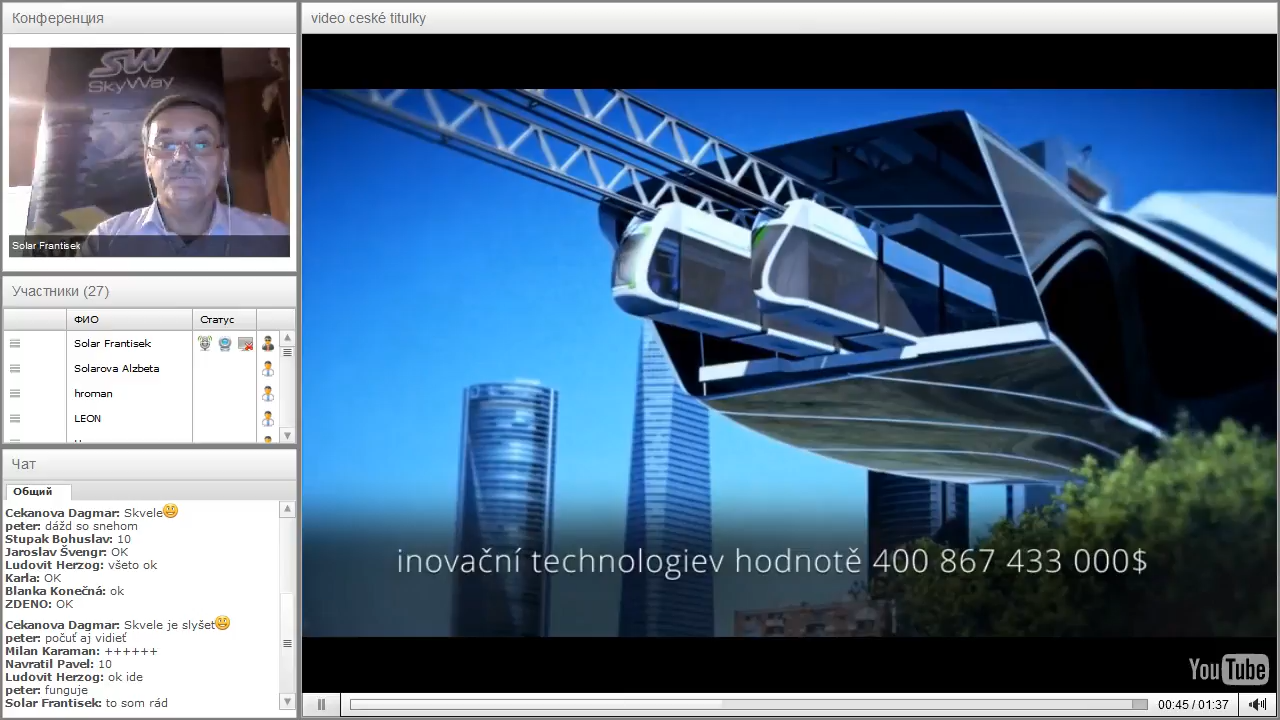 Конференция
SW
SkyWay
Solar Frantisek
Участники (27)
ФИО
Статус
Solar Frantisek
Solarova Alzbeta
hroman
LEON
Чат
Общий
Cekanova Dagmar: Skvele
peter: dážd so snehom
Stupak Bohuslav: 10
Jaroslav Švengr: OK
Ludovit Herzog: všeto ok
Karla: OK
Blanka Konečná: ok
ZDENO: OK
Cekanova Dagmar: Skvele je slyšet
peter: počuť aj vidieť
Milan Karaman: ++++++
Navratil Pavel: 10
Ludovit Herzog: ok ide
peter: funguje
Solar Frantisek: to som rád
video ceské titulky
inovační technologiev hodnotě 400 867 433 000$
YouTube
00:45 / 01:37